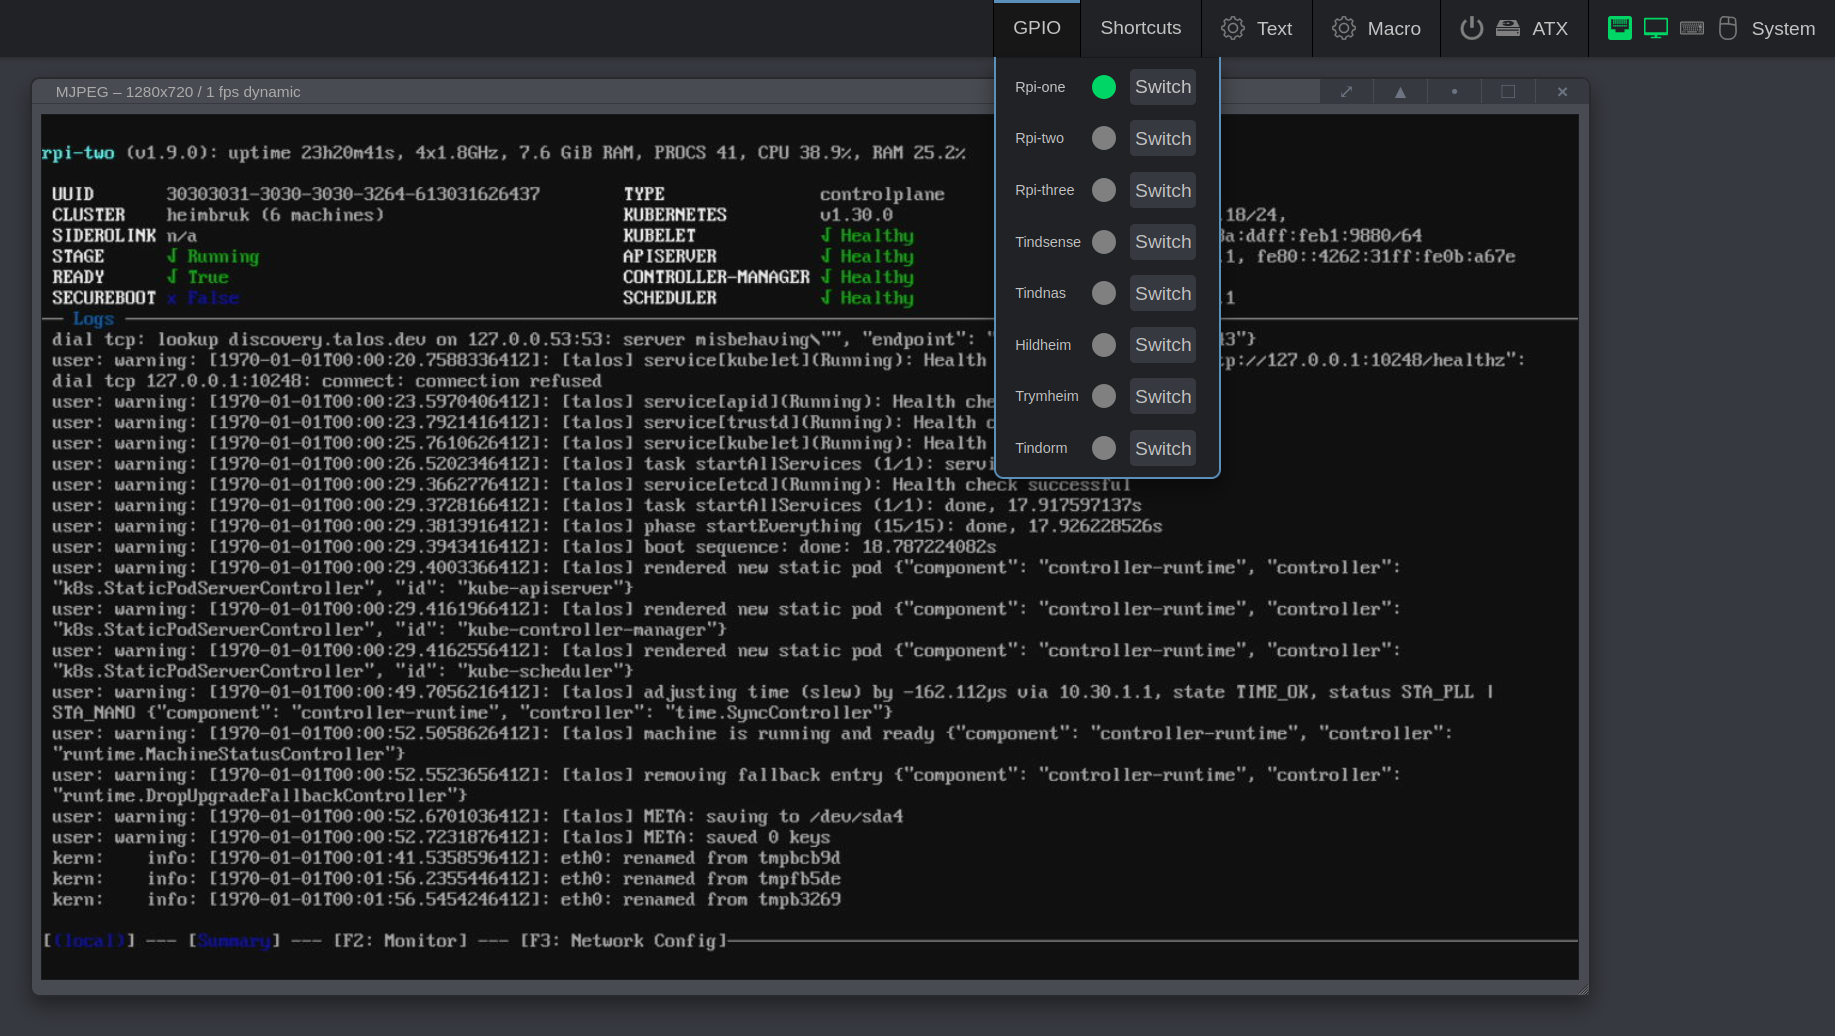 GPIO Shortcuts Text Macro ATX System
MJPEG – 1280x720 / 1 fps dynamic
Rpi-one Switch
Rpi-two Switch
Rpi-three Switch
Tindsense Switch
Tindnas Switch
Hildheim Switch
Trymheim Switch
Tindorm Switch
rpi-two (v1.9.0): uptime 23h20m41s, 4x1.8GHz, 7.6 GiB RAM, PROCS 41, CPU 38.9%, RAM 25.2%
UUID 30303031-3030-3030-3264-613031626437 TYPE controlplane
CLUSTER heimbruk (6 machines) KUBERNETES v1.30.0 .18/24,
SIDEROLINK n/a KUBELET √ Healthy 3a:ddff:feb1:9880/64
STAGE √ Running APISERVER √ Healthy .1, fe80::4262:31ff:fe0b:a67e
READY √ True CONTROLLER-MANAGER √ Healthy
SECUREBOOT × False SCHEDULER √ Healthy .1
Logs
dial tcp: lookup discovery.talos.dev on 127.0.0.53:53: server misbehaving\"", "endpoint": " 43"}
user: warning: [1970-01-01T00:00:20.758833641Z]: [talos] service[kubelet](Running): Health tp://127.0.0.1:10248/healthz":
dial tcp 127.0.0.1:10248: connect: connection refused
user: warning: [1970-01-01T00:00:23.597040641Z]: [talos] service[apid](Running): Health che
user: warning: [1970-01-01T00:00:23.792141641Z]: [talos] service[trustd](Running): Health c
user: warning: [1970-01-01T00:00:25.761062641Z]: [talos] service[kubelet](Running): Health
user: warning: [1970-01-01T00:00:26.520234641Z]: [talos] task startAllServices (1/1): servi
user: warning: [1970-01-01T00:00:29.366277641Z]: [talos] service[etcd](Running): Health check successful
user: warning: [1970-01-01T00:00:29.372816641Z]: [talos] task startAllServices (1/1): done, 17.917597137s
user: warning: [1970-01-01T00:00:29.381391641Z]: [talos] phase startEverything (15/15): done, 17.926228526s
user: warning: [1970-01-01T00:00:29.394341641Z]: [talos] boot sequence: done: 18.787224082s
user: warning: [1970-01-01T00:00:29.400336641Z]: [talos] rendered new static pod {"component": "controller-runtime", "controller":
"k8s.StaticPodServerController", "id": "kube-apiserver"}
user: warning: [1970-01-01T00:00:29.416196641Z]: [talos] rendered new static pod {"component": "controller-runtime", "controller":
"k8s.StaticPodServerController", "id": "kube-controller-manager"}
user: warning: [1970-01-01T00:00:29.416255641Z]: [talos] rendered new static pod {"component": "controller-runtime", "controller":
"k8s.StaticPodServerController", "id": "kube-scheduler"}
user: warning: [1970-01-01T00:00:49.705621641Z]: [talos] adjusting time (slew) by -162.112µs via 10.30.1.1, state TIME_OK, status STA_PLL |
STA_NANO {"component": "controller-runtime", "controller": "time.SyncController"}
user: warning: [1970-01-01T00:00:52.505862641Z]: [talos] machine is running and ready {"component": "controller-runtime", "controller":
"runtime.MachineStatusController"}
user: warning: [1970-01-01T00:00:52.552365641Z]: [talos] removing fallback entry {"component": "controller-runtime", "controller":
"runtime.DropUpgradeFallbackController"}
user: warning: [1970-01-01T00:00:52.670103641Z]: [talos] META: saving to /dev/sda4
user: warning: [1970-01-01T00:00:52.723187641Z]: [talos] META: saved 0 keys
kern: info: [1970-01-01T00:01:41.535859641Z]: eth0: renamed from tmpbcb9d
kern: info: [1970-01-01T00:01:56.235544641Z]: eth0: renamed from tmpfb5de
kern: info: [1970-01-01T00:01:56.545424641Z]: eth0: renamed from tmpb3269
[(local)] --- [Summary] --- [F2: Monitor] --- [F3: Network Config]